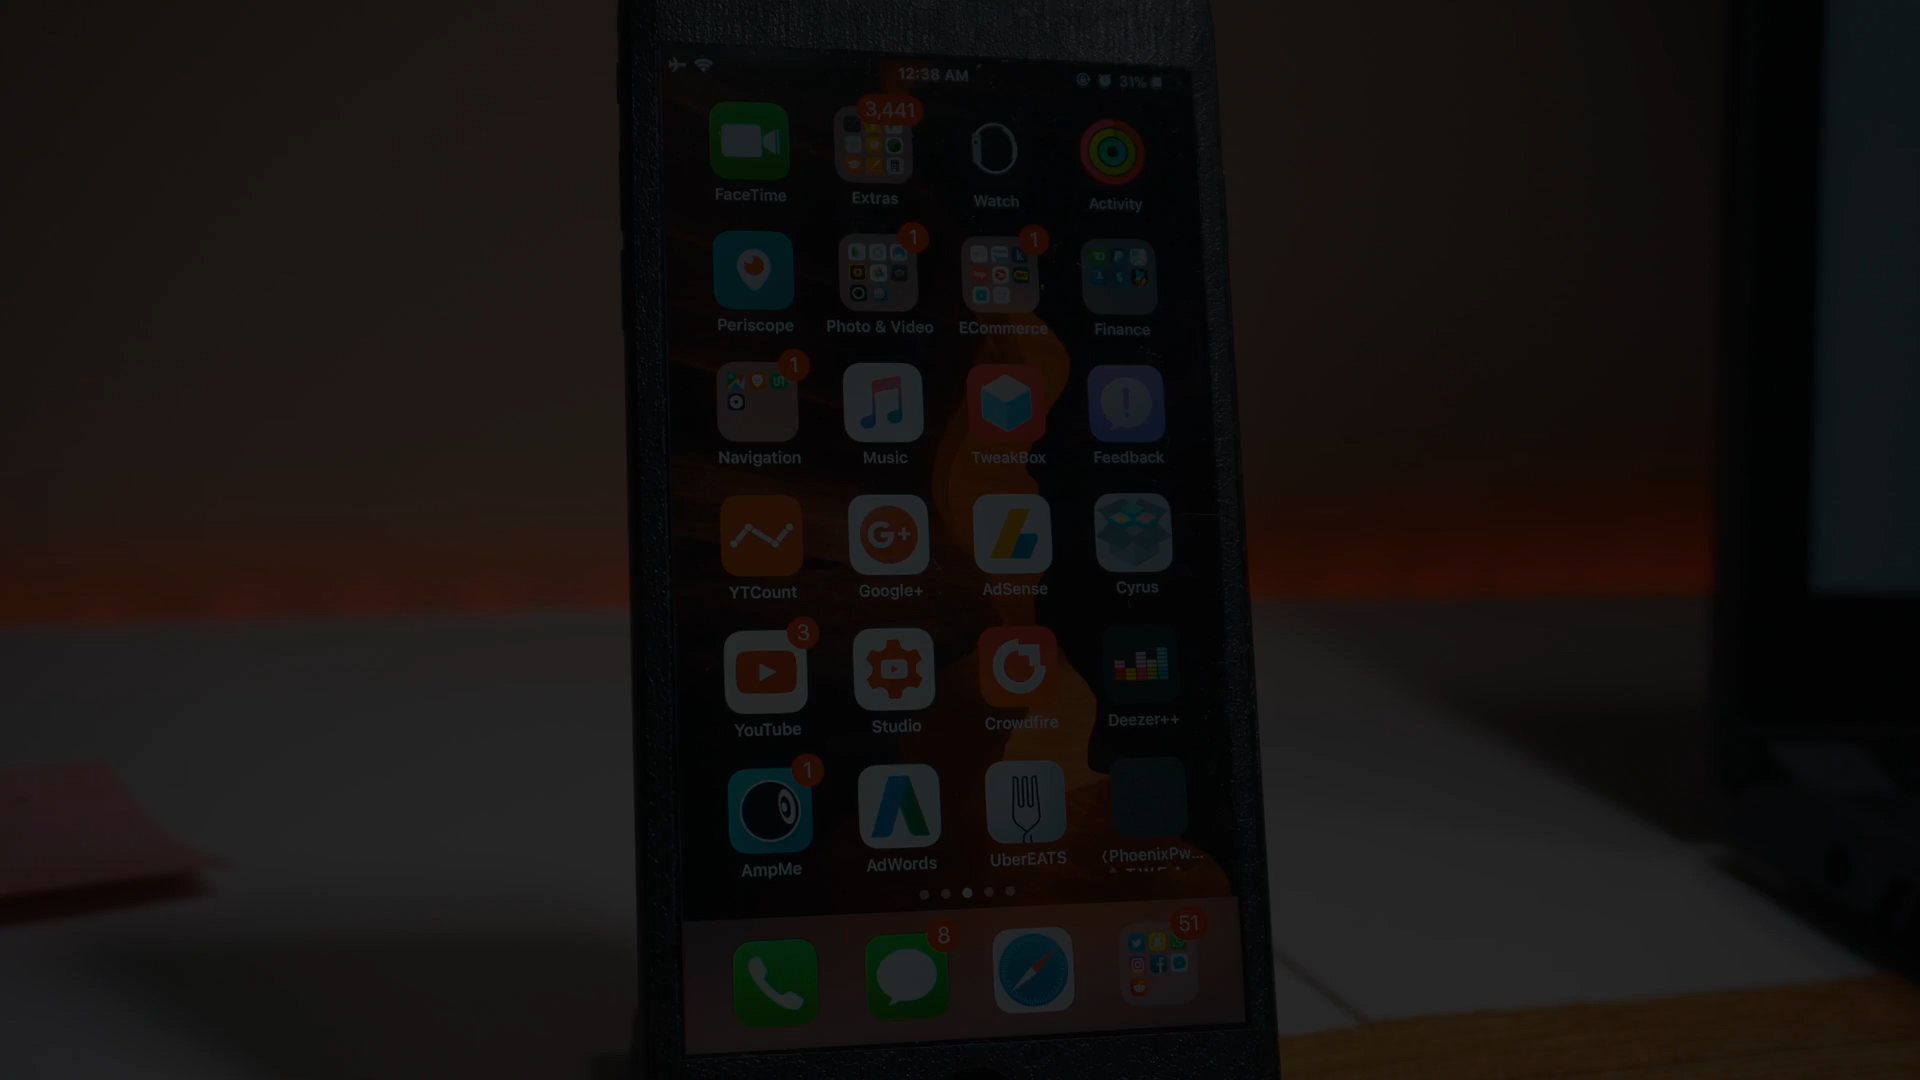 12:38 AM 31%
3,441
FaceTime Extras Watch Activity
1 1
Periscope Photo & Video ECommerce Finance
1
Navigation Music TweakBox Feedback
G+
YTCount Google+ AdSense Cyrus
3
YouTube Studio Crowdfire Deezer++
1
AmpMe AdWords UberEATS (PhoenixPw...
8 51